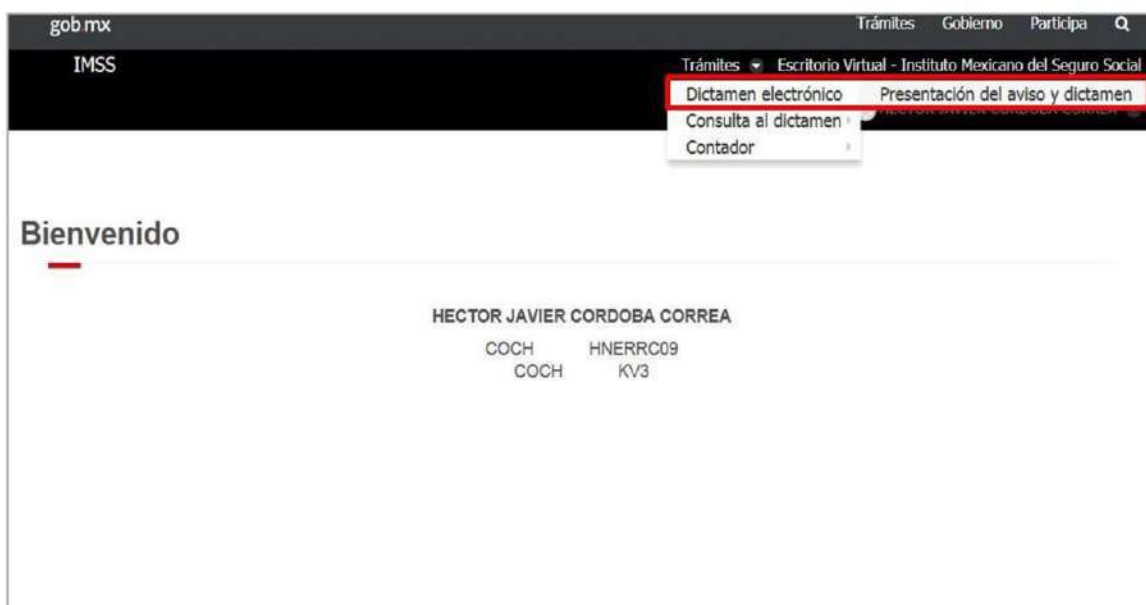 gob mx Trámites Gobierno Participa
IMSS Trámites Escritorio Virtual - Instituto Mexicano del Seguro Social
Dictamen electrónico Presentación del aviso y dictamen
Consulta al dictamen
Contador
Bienvenido
HECTOR JAVIER CORDOBA CORREA
COCH HNERRC09
COCH KV3